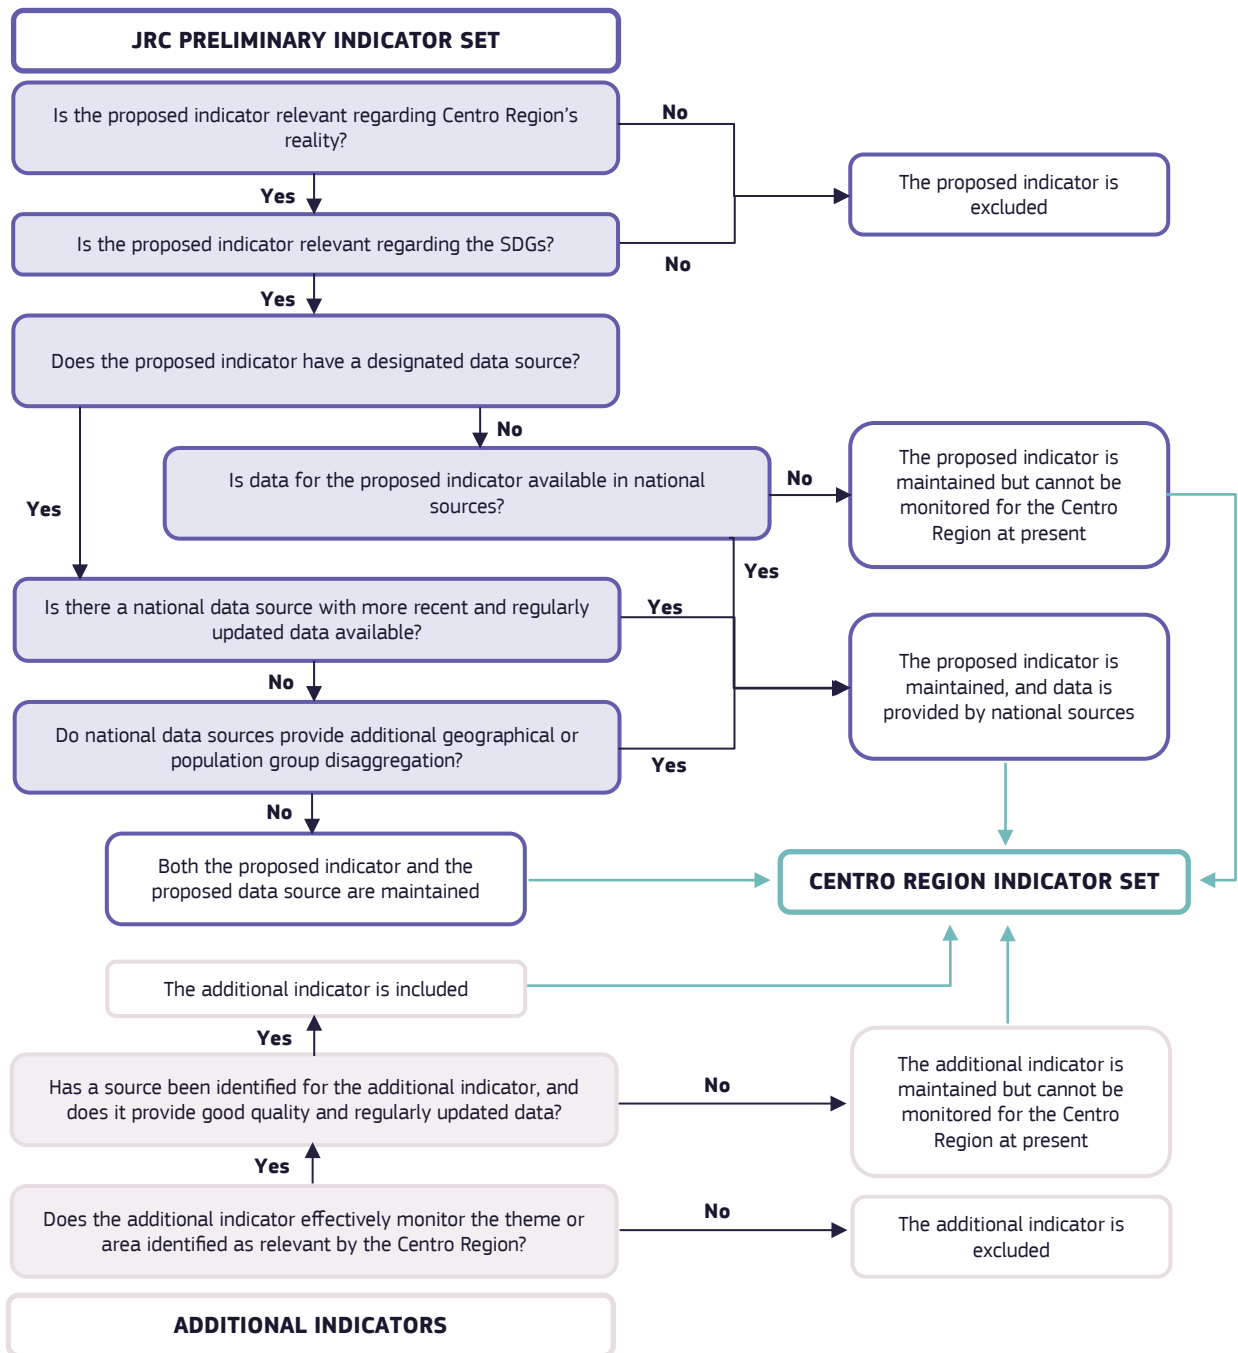 JRC PRELIMINARY INDICATOR SET
Is the proposed indicator relevant regarding Centro Region's
reality?
No
The proposed indicator is
excluded
Yes
Is the proposed indicator relevant regarding the SDGs?
No
Yes
Does the proposed indicator have a designated data source?
No
Yes
Is data for the proposed indicator available in national
sources?
No
The proposed indicator is
maintained but cannot be
monitored for the Centro
Region at present
Yes
Is there a national data source with more recent and regularly
updated data available?
Yes
The proposed indicator is
maintained, and data is
provided by national sources
No
Do national data sources provide additional geographical or
population group disaggregation?
Yes
No
Both the proposed indicator and the
proposed data source are maintained
CENTRO REGION INDICATOR SET
The additional indicator is included
Yes
Has a source been identified for the additional indicator, and
does it provide good quality and regularly updated data?
No
The additional indicator is
maintained but cannot be
monitored for the Centro
Region at present
Yes
Does the additional indicator effectively monitor the theme or
area identified as relevant by the Centro Region?
No
The additional indicator is
excluded
ADDITIONAL INDICATORS